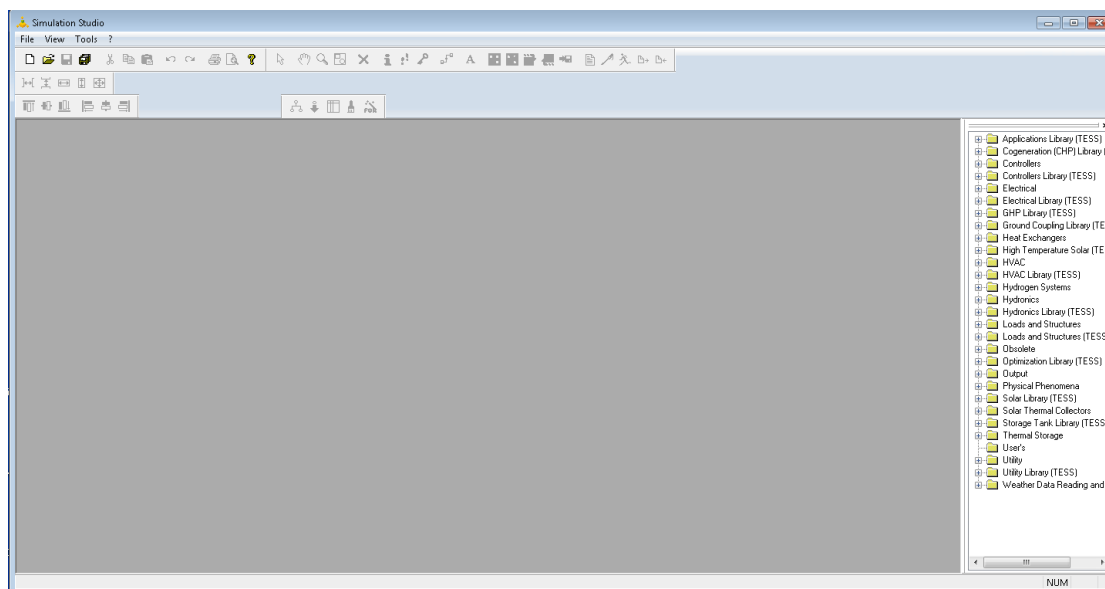 Simulation Studio
File View Tools ?
A
FOR
Applications Library (TESS)
Cogeneration (CHP) Library (
Controllers
Controllers Library (TESS)
Electrical
Electrical Library (TESS)
GHP Library (TESS)
Ground Coupling Library (TE
Heat Exchangers
High Temperature Solar (TE
HVAC
HVAC Library (TESS)
Hydrogen Systems
Hydronics
Hydronics Library (TESS)
Loads and Structures
Loads and Structures (TESS
Obsolete
Optimization Library (TESS)
Output
Physical Phenomena
Solar Library (TESS)
Solar Thermal Collectors
Storage Tank Library (TESS
Thermal Storage
User's
Utility
Utility Library (TESS)
Weather Data Reading and
NUM